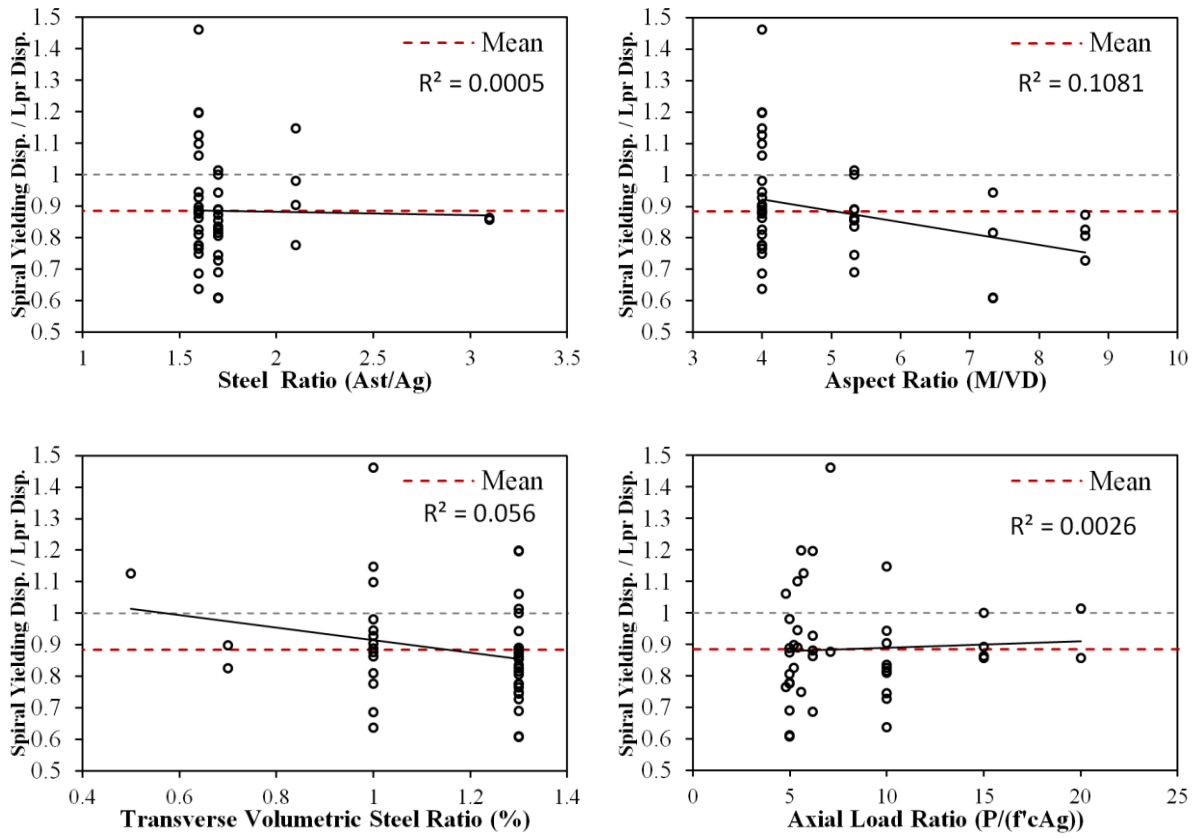 Spiral Yielding Disp. / Lpr Disp.
1.5
1.4
1.3
1.2
1.1
1
0.9
0.8
0.7
0.6
0.5
Mean
R² = 0.0005
1 1.5 2 2.5 3 3.5
Steel Ratio (Ast/Ag)
Spiral Yielding Disp. / Lpr Disp.
1.5
1.4
1.3
1.2
1.1
1
0.9
0.8
0.7
0.6
0.5
Mean
R² = 0.1081
3 4 5 6 7 8 9 10
Aspect Ratio (M/VD)
Spiral Yielding Disp. / Lpr Disp.
1.5
1.4
1.3
1.2
1.1
1
0.9
0.8
0.7
0.6
0.5
Mean
R² = 0.056
0.4 0.6 0.8 1 1.2 1.4
Transverse Volumetric Steel Ratio (%)
Spiral Yielding Disp. / Lpr Disp.
1.5
1.4
1.3
1.2
1.1
1
0.9
0.8
0.7
0.6
0.5
Mean
R² = 0.0026
0 5 10 15 20 25
Axial Load Ratio (P/(f'cAg)